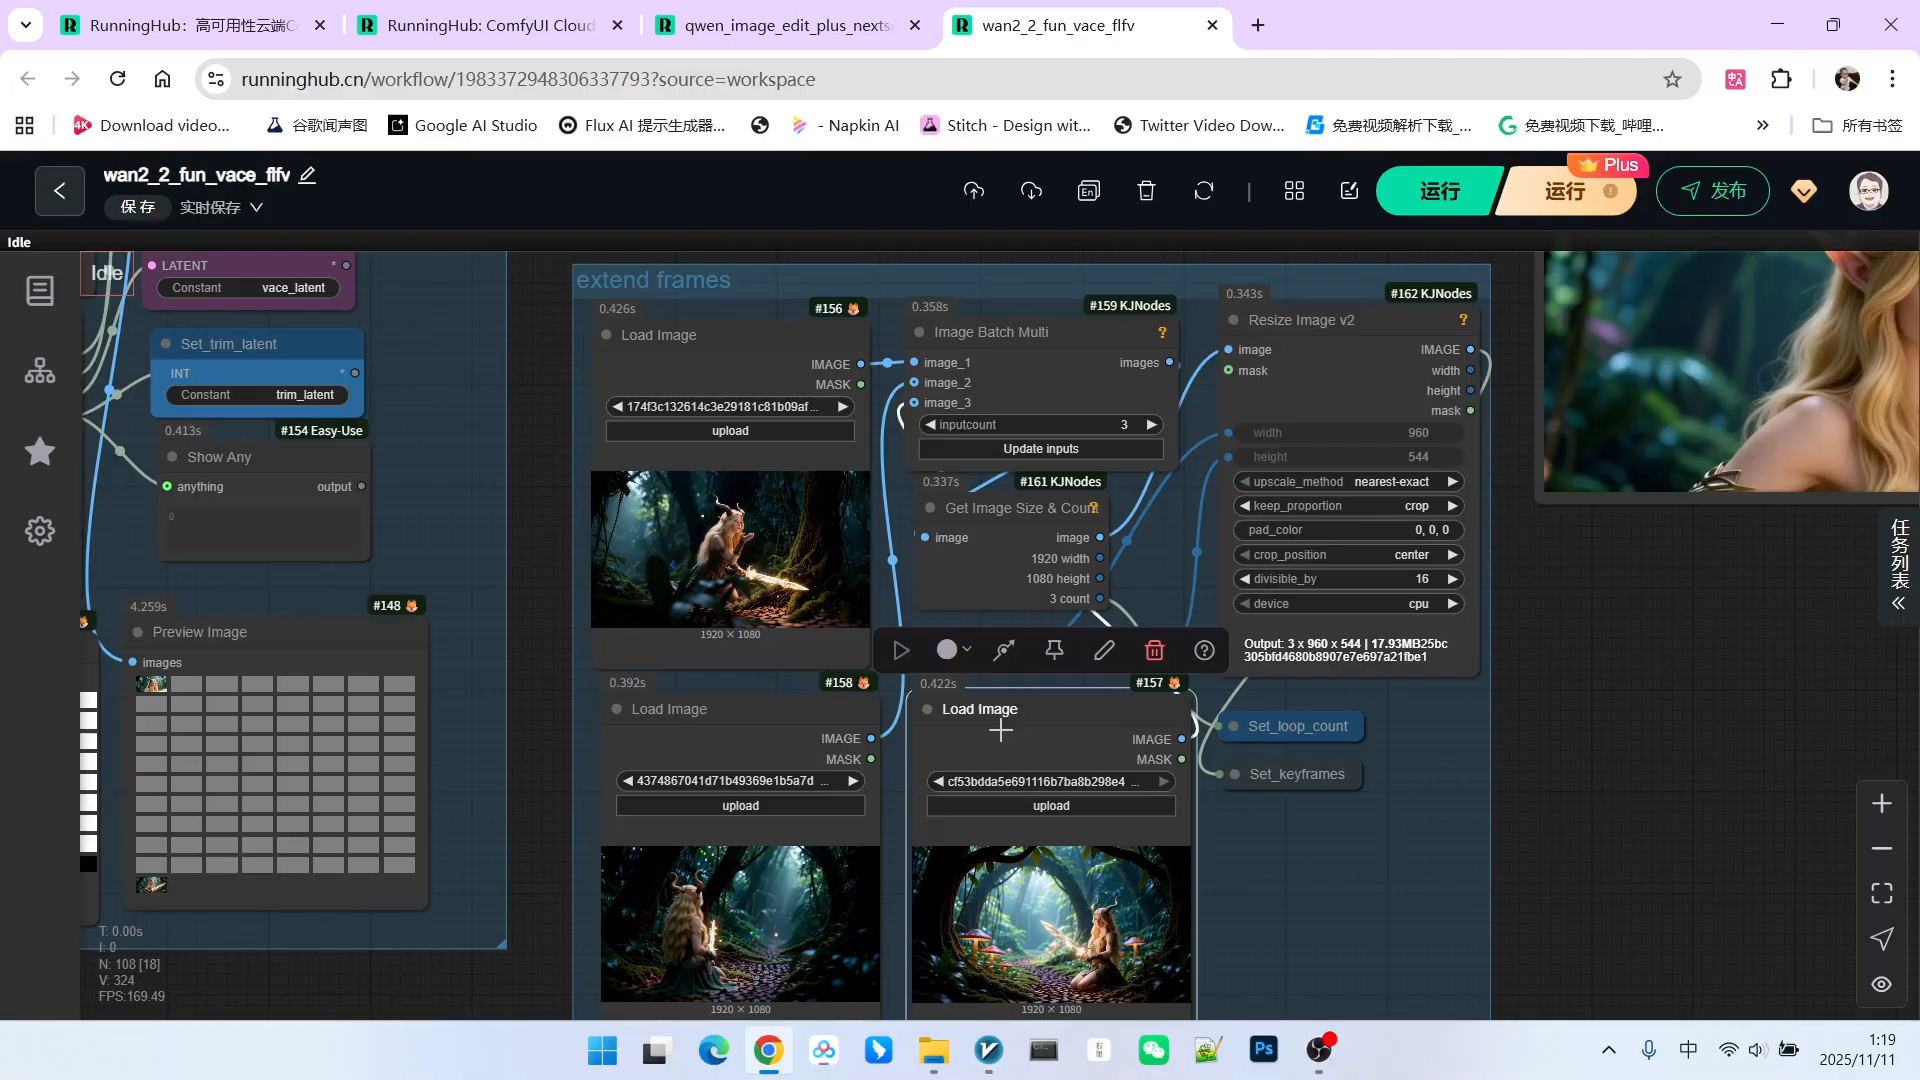 RunningHub：高可用性云端C
RunningHub: ComfyUI Cloud
qwen_image_edit_plus_nextsc
wan2_2_fun_vace_flfv
runninghub.cn/workflow/1983372948306337793?source=workspace
Download video...
谷歌闻声图
Google AI Studio
Flux AI 提示生成器...
- Napkin AI
Stitch - Design wit...
Twitter Video Dow...
免费视频解析下载_...
免费视频下载_哔哩...
所有书签
wan2_2_fun_vace_flfv
保存
实时保存
En
运行
运行
Plus
发布
Idle
Idle
LATENT
*
Constant vace_latent
Set_trim_latent
INT
*
Constant trim_latent
0.413s
#154 Easy-Use
Show Any
anything output
0
4.259s
#148
Preview Image
images
T: 0.00s
I: 0
N: 108 [18]
V: 324
FPS:169.49
extend frames
0.426s
#156
Load Image
IMAGE
MASK
174f3c132614c3e29181c81b09af...
upload
1920 × 1080
0.358s
#159 KJNodes
Image Batch Multi
?
image_1 images
image_2
image_3
inputcount 3
Update inputs
0.337s
#161 KJNodes
Get Image Size & Count
?
image image
1920 width
1080 height
3 count
0.343s
#162 KJNodes
Resize Image v2
?
image IMAGE
mask width
height
mask
width 960
height 544
upscale_method nearest-exact
keep_proportion crop
pad_color 0, 0, 0
crop_position center
divisible_by 16
device cpu
Output: 3 x 960 x 544 | 17.93MB25bc
305bfd4680b8907e7e697a21fbe1
0.392s
#158
Load Image
IMAGE
MASK
4374867041d71b49369e1b5a7d ...
upload
1920 × 1080
0.422s
#157
Load Image
IMAGE
MASK
cf53bdda5e691116b7ba8b298e4 ...
upload
1920 × 1080
Set_loop_count
Set_keyframes
任务列表
中
1:19
2025/11/11